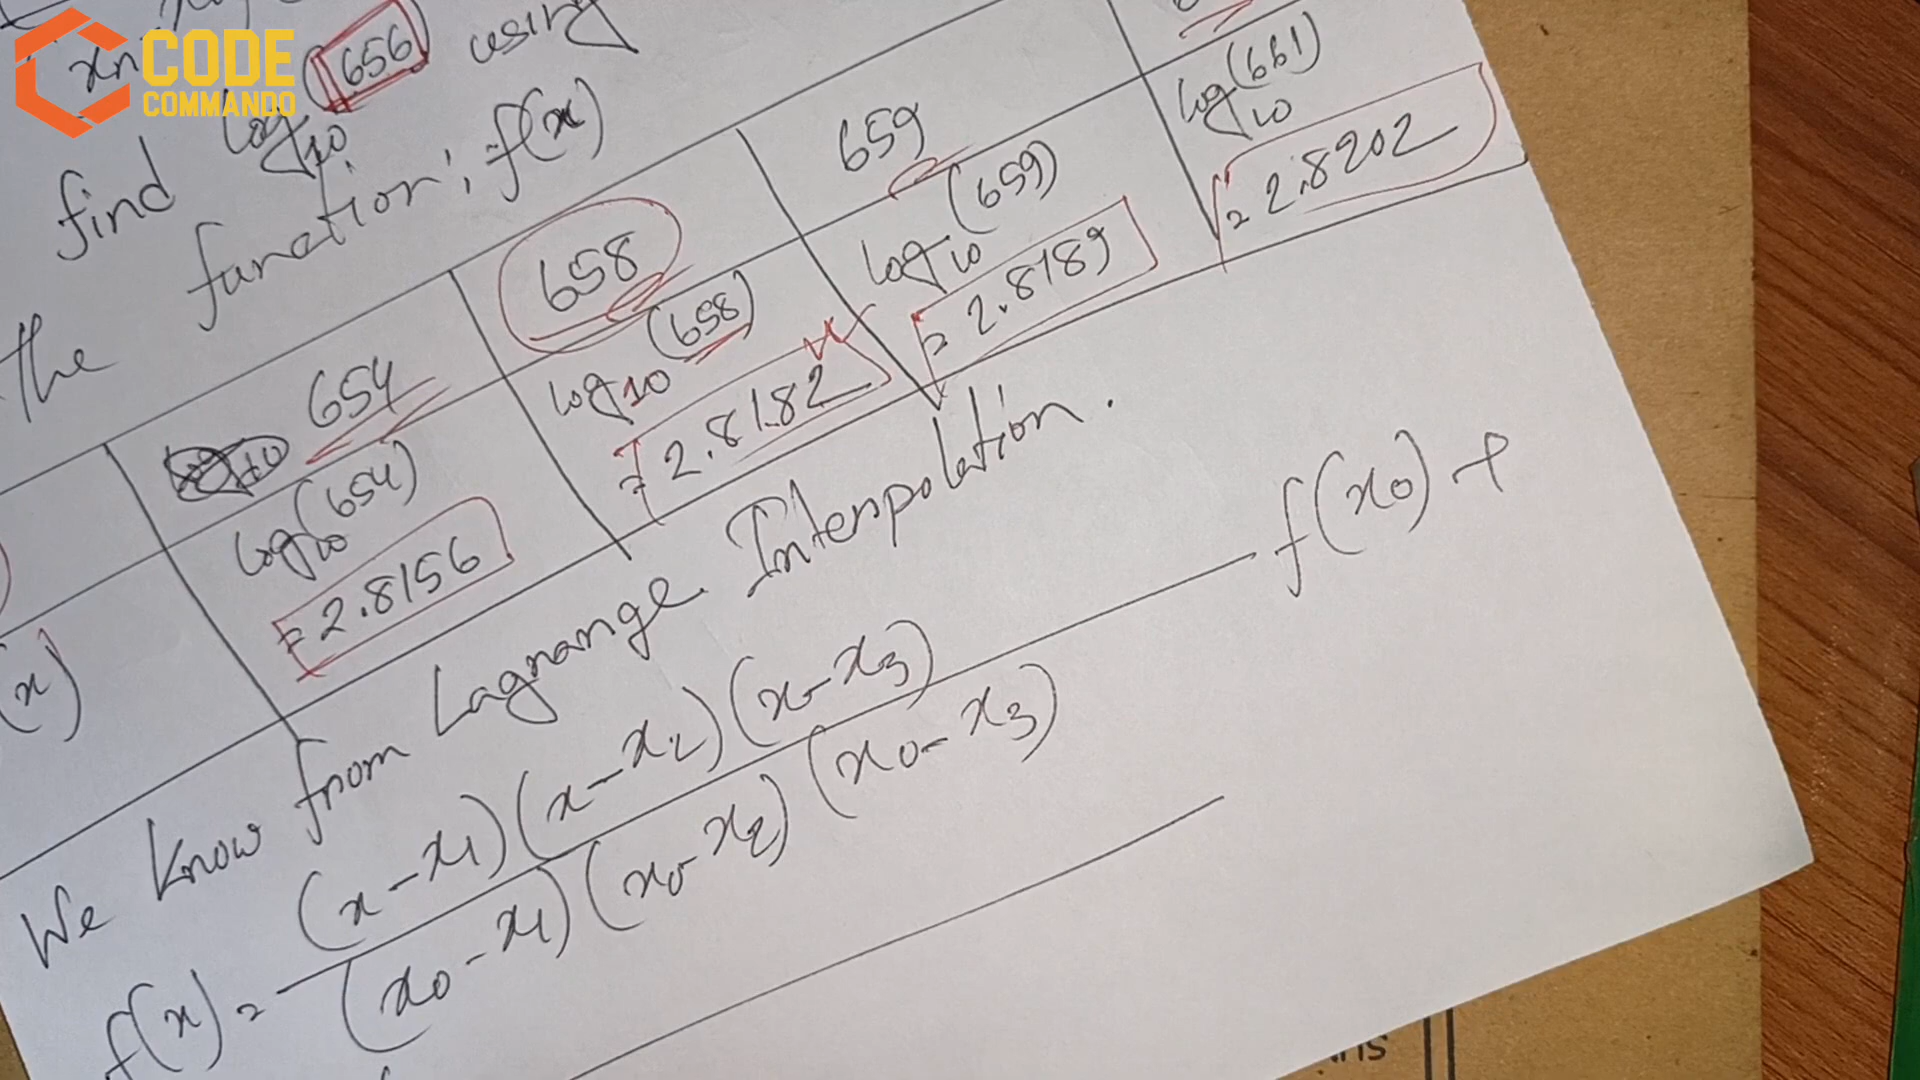 CODE
COMMANDO
xn
find log10 (656) using
the function; f(x)
654 658 659
log10 (654) log10 (658) log10 (659) log10 (661)
= 2.8156 = 2.8182 = 2.8189 = 2.8202
(x)
We know from Lagrange Interpolation.
f(x) = (x-x1)(x-x2)(x-x3)
(x0-x1)(x0-x2)(x0-x3) f(x0) +